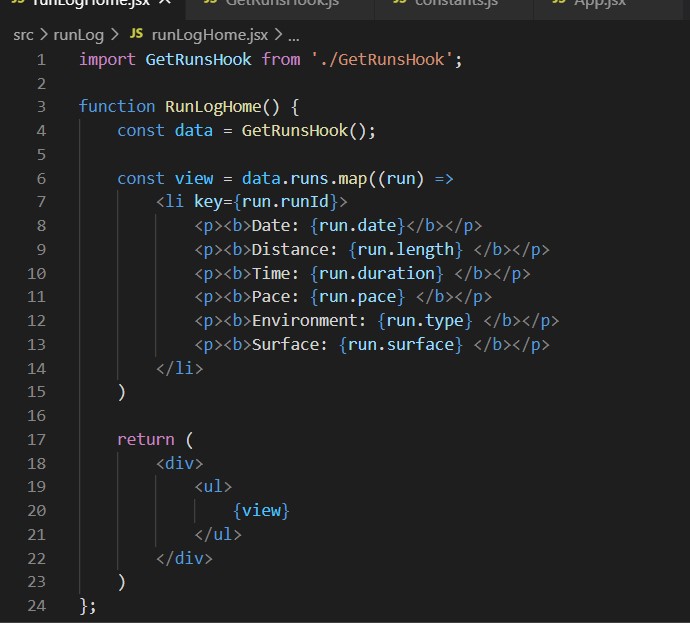 runLogHome.jsx
GetRunsHook.js
constants.js
App.jsx
src > runLog > JS runLogHome.jsx > ...
1 import GetRunsHook from './GetRunsHook';
2
3 function RunLogHome() {
4 const data = GetRunsHook();
5
6 const view = data.runs.map((run) =>
7 <li key={run.runId}>
8 <p><b>Date: {run.date}</b></p>
9 <p><b>Distance: {run.length} </b></p>
10 <p><b>Time: {run.duration} </b></p>
11 <p><b>Pace: {run.pace} </b></p>
12 <p><b>Environment: {run.type} </b></p>
13 <p><b>Surface: {run.surface} </b></p>
14 </li>
15 )
16
17 return (
18 <div>
19 <ul>
20 {view}
21 </ul>
22 </div>
23 )
24 };